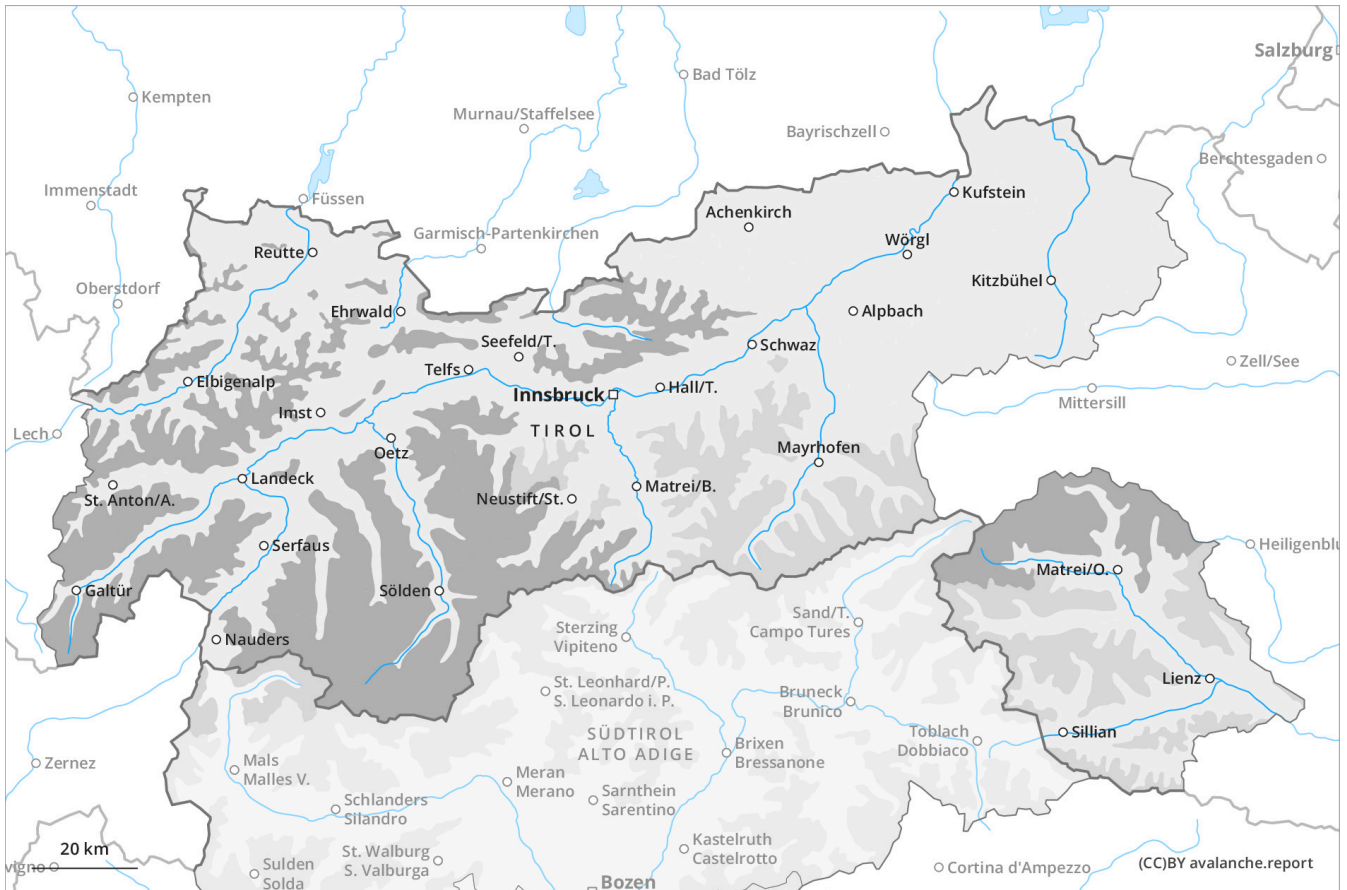 Salzburg
Bad Tölz
Kempten
Murnau/Staffelsee
Bayrischzell
Berchtesgaden
Immenstadt
Füssen
Kufstein
Achenkirch
Garmisch-Partenkirchen
Wörgl
Reutte
Kitzbühel
Oberstdorf
Ehrwald
Alpbach
Seefeld/T.
Schwaz
Zell/See
Telfs
Elbigenalp
Hall/T.
Innsbruck
Mittersill
Imst
TIROL
Lech
Oetz
Mayrhofen
Landeck
Matrei/B.
St. Anton/A.
Neustift/St.
Serfaus
Heiligenblu
Matrei/O.
Galtür
Sölden
Sand/T.
Campo Tures
Sterzing
Vipiteno
Nauders
Lienz
St. Leonhard/P.
S. Leonardo i. P.
Bruneck
Brunico
SÜDTIROL
ALTO ADIGE
Toblach
Dobbiaco
Sillian
Brixen
Bressanone
Zernez
Mals
Malles V.
Meran
Merano
Sarnthein
Sarentino
Schlanders
Silandro
Kastelruth
Castelrotto
20 km
St. Walburg
S. Valburga
vigno
Sulden
Solda
Cortina d'Ampezzo
(CC)BY avalanche.report
Bozen